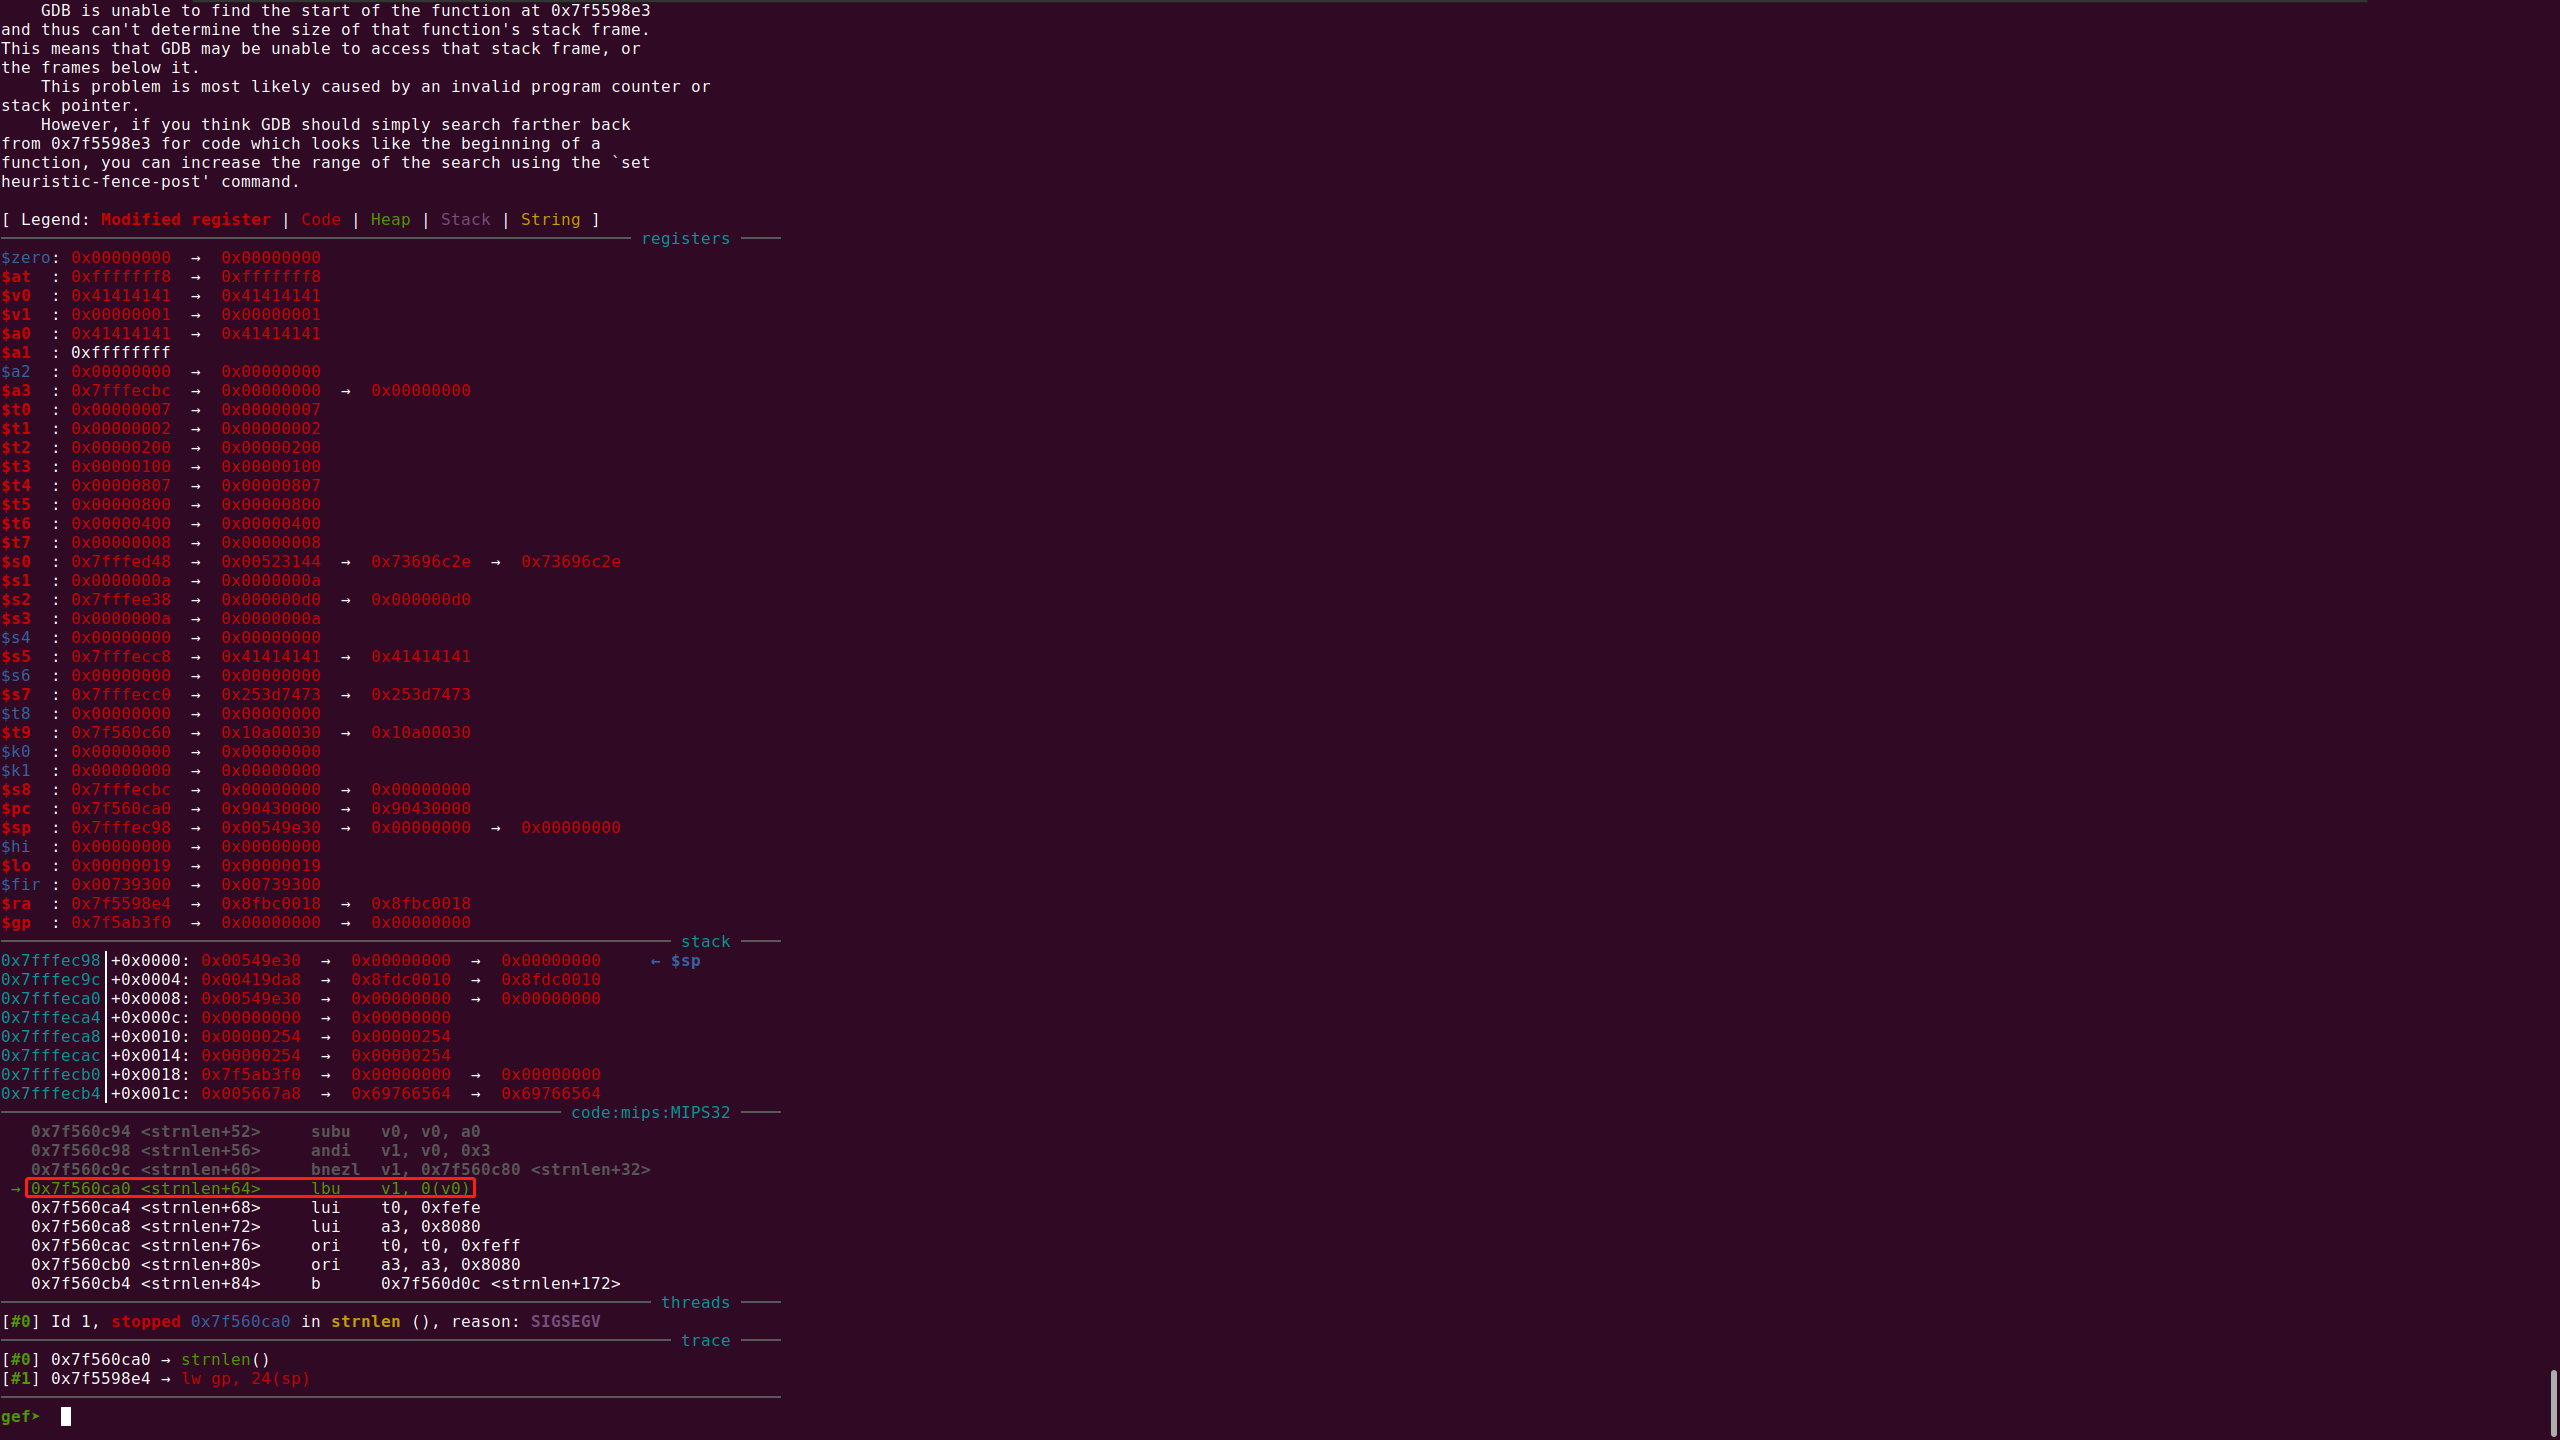 GDB is unable to find the start of the function at 0x7f5598e3
and thus can't determine the size of that function's stack frame.
This means that GDB may be unable to access that stack frame, or
the frames below it.
    This problem is most likely caused by an invalid program counter or
stack pointer.
    However, if you think GDB should simply search farther back
from 0x7f5598e3 for code which looks like the beginning of a
function, you can increase the range of the search using the `set
heuristic-fence-post' command.

[ Legend: Modified register | Code | Heap | Stack | String ]
registers
$zero: 0x00000000  →  0x00000000
$at  : 0xfffffff8  →  0xfffffff8
$v0  : 0x41414141  →  0x41414141
$v1  : 0x00000001  →  0x00000001
$a0  : 0x41414141  →  0x41414141
$a1  : 0xffffffff
$a2  : 0x00000000  →  0x00000000
$a3  : 0x7fffecbc  →  0x00000000  →  0x00000000
$t0  : 0x00000007  →  0x00000007
$t1  : 0x00000002  →  0x00000002
$t2  : 0x00000200  →  0x00000200
$t3  : 0x00000100  →  0x00000100
$t4  : 0x00000807  →  0x00000807
$t5  : 0x00000800  →  0x00000800
$t6  : 0x00000400  →  0x00000400
$t7  : 0x00000008  →  0x00000008
$s0  : 0x7fffed48  →  0x00523144  →  0x73696c2e  →  0x73696c2e
$s1  : 0x0000000a  →  0x0000000a
$s2  : 0x7fffee38  →  0x000000d0  →  0x000000d0
$s3  : 0x0000000a  →  0x0000000a
$s4  : 0x00000000  →  0x00000000
$s5  : 0x7fffecc8  →  0x41414141  →  0x41414141
$s6  : 0x00000000  →  0x00000000
$s7  : 0x7fffecc0  →  0x253d7473  →  0x253d7473
$t8  : 0x00000000  →  0x00000000
$t9  : 0x7f560c60  →  0x10a00030  →  0x10a00030
$k0  : 0x00000000  →  0x00000000
$k1  : 0x00000000  →  0x00000000
$s8  : 0x7fffecbc  →  0x00000000  →  0x00000000
$pc  : 0x7f560ca0  →  0x90430000  →  0x90430000
$sp  : 0x7fffec98  →  0x00549e30  →  0x00000000  →  0x00000000
$hi  : 0x00000000  →  0x00000000
$lo  : 0x00000019  →  0x00000019
$fir : 0x00739300  →  0x00739300
$ra  : 0x7f5598e4  →  0x8fbc0018  →  0x8fbc0018
$gp  : 0x7f5ab3f0  →  0x00000000  →  0x00000000
stack
0x7fffec98│+0x0000: 0x00549e30  →  0x00000000  →  0x00000000     ← $sp
0x7fffec9c│+0x0004: 0x00419da8  →  0x8fdc0010  →  0x8fdc0010
0x7fffeca0│+0x0008: 0x00549e30  →  0x00000000  →  0x00000000
0x7fffeca4│+0x000c: 0x00000000  →  0x00000000
0x7fffeca8│+0x0010: 0x00000254  →  0x00000254
0x7fffecac│+0x0014: 0x00000254  →  0x00000254
0x7fffecb0│+0x0018: 0x7f5ab3f0  →  0x00000000  →  0x00000000
0x7fffecb4│+0x001c: 0x005667a8  →  0x69766564  →  0x69766564
code:mips:MIPS32
   0x7f560c94 <strnlen+52>     subu   v0, v0, a0
   0x7f560c98 <strnlen+56>     andi   v1, v0, 0x3
   0x7f560c9c <strnlen+60>     bnezl  v1, 0x7f560c80 <strnlen+32>
 → 0x7f560ca0 <strnlen+64>     lbu    v1, 0(v0)
   0x7f560ca4 <strnlen+68>     lui    t0, 0xfefe
   0x7f560ca8 <strnlen+72>     lui    a3, 0x8080
   0x7f560cac <strnlen+76>     ori    t0, t0, 0xfeff
   0x7f560cb0 <strnlen+80>     ori    a3, a3, 0x8080
   0x7f560cb4 <strnlen+84>     b      0x7f560d0c <strnlen+172>
threads
[#0] Id 1, stopped 0x7f560ca0 in strnlen (), reason: SIGSEGV
trace
[#0] 0x7f560ca0 → strnlen()
[#1] 0x7f5598e4 → lw gp, 24(sp)
gef➤